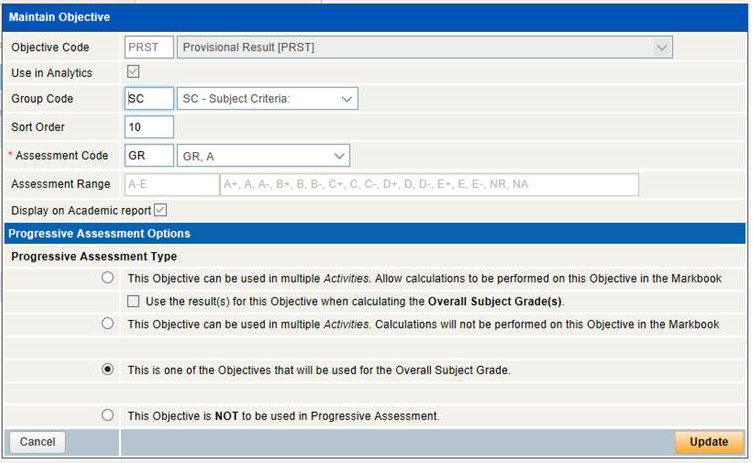 Maintain Objective
Objective Code PRST Provisional Result [PRST]
Use in Analytics
Group Code SC SC - Subject Criteria:
Sort Order 10
* Assessment Code GR GR, A
Assessment Range A-E A+, A, A-, B+, B, B-, C+, C, C-, D+, D, D-, E+, E, E-, NR, NA
Display on Academic report
Progressive Assessment Options
Progressive Assessment Type
This Objective can be used in multiple Activities. Allow calculations to be performed on this Objective in the Markbook
Use the result(s) for this Objective when calculating the Overall Subject Grade(s).
This Objective can be used in multiple Activities. Calculations will not be performed on this Objective in the Markbook
This is one of the Objectives that will be used for the Overall Subject Grade.
This Objective is NOT to be used in Progressive Assessment.
Cancel Update